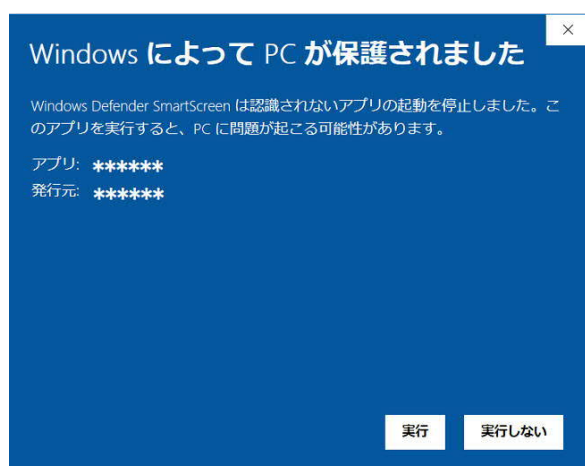 Windows によって PC が保護されました
Windows Defender SmartScreen は認識されないアプリの起動を停止しました。こ
のアプリを実行すると、PC に問題が起こる可能性があります。
アプリ: ******
発行元: ******
実行 実行しない